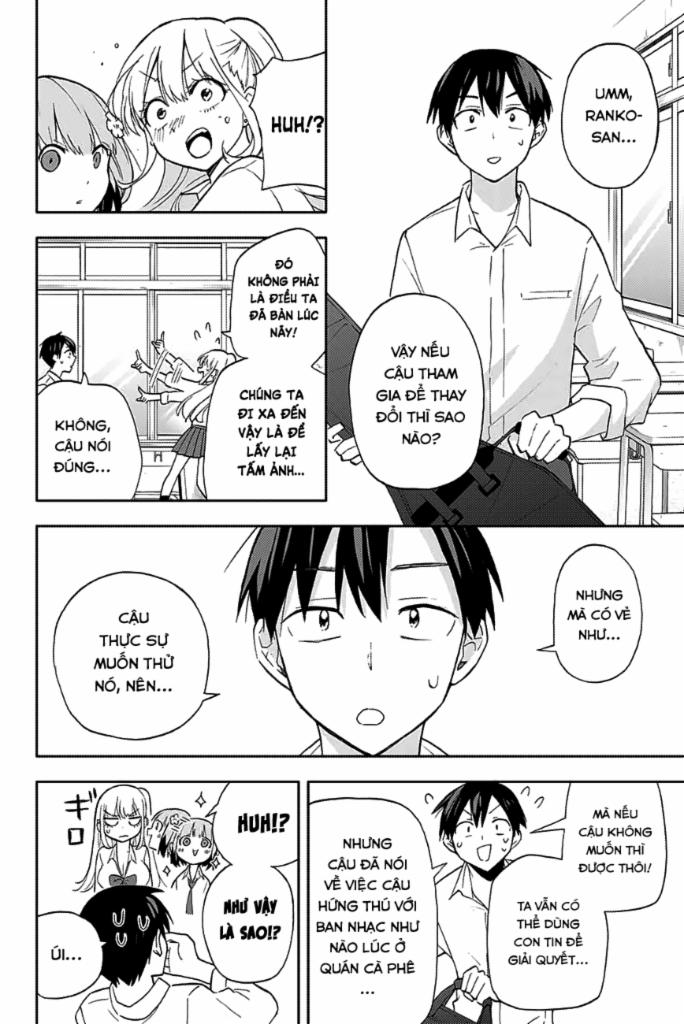 UMM,
RANKO-
SAN...
VẬY NẾU
CẬU THAM
GIA ĐỂ THAY
ĐỔI THÌ SAO
NÀO?
HUH!?
ĐÓ
KHÔNG PHẢI
LÀ ĐIỀU TA
ĐÃ BÀN LÚC
NÃY!
CHÚNG TA
ĐI XA ĐẾN
VẬY LÀ ĐỂ
LẤY LẠI
TẤM ẢNH...
KHÔNG,
CẬU NÓI
ĐÚNG...
NHƯNG
MÀ CÓ VẺ
NHƯ...
CẬU
THỰC SỰ
MUỐN THỬ
NÓ, NÊN...
MÀ NẾU
CẬU KHÔNG
MUỐN THÌ
ĐƯỢC THÔI!
TA VẪN CÓ
THỂ DÙNG
CON TIN ĐỂ
GIẢI QUYẾT...
NHƯNG
CẬU ĐÃ NÓI
VỀ VIỆC CẬU
HỨNG THÚ VỚI
BAN NHẠC NHƯ
NÀO LÚC Ở
QUÁN CÀ PHÊ
...
HUH!?
NHƯ VẬY
LÀ SAO!?
ギロ
ÚI...